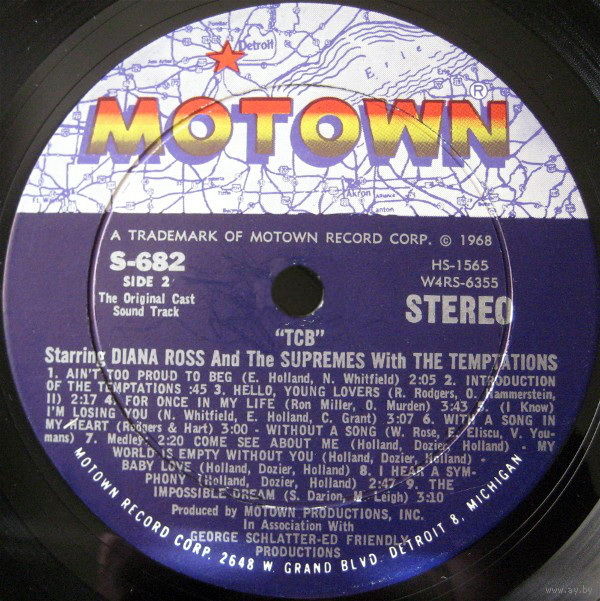 Detroit
Erie
MOTOWN®
Akron
Canton
A TRADEMARK OF MOTOWN RECORD CORP. © 1968
S-682
SIDE 2
The Original Cast
Sound Track
HS-1565
W4RS-6355
STEREO
"TCB"
Starring DIANA ROSS And The SUPREMES With THE TEMPTATIONS
1. AIN'T TOO PROUD TO BEG (E. Holland, N. Whitfield) 2:05 2. INTRODUCTION
OF THE TEMPTATIONS :45 3. HELLO, YOUNG LOVERS (R. Rodgers, O. Hammerstein,
II) 2:17 4. FOR ONCE IN MY LIFE (Ron Miller, O. Murden) 3:43 5. (I Know)
I'M LOSING YOU (N. Whitfield, E. Holland, C. Grant) 3:07 6. WITH A SONG IN
MY HEART (Rodgers & Hart) 3:00 - WITHOUT A SONG (W. Rose, E. Eliscu, V. You-
mans) 7. Medley: 2:20 COME SEE ABOUT ME (Holland, Dozier, Holland) - MY
WORLD IS EMPTY WITHOUT YOU (Holland, Dozier, Holland) -
BABY LOVE (Holland, Dozier, Holland) 8. I HEAR A SYM-
PHONY (Holland, Dozier, Holland) 2:47 9. THE
IMPOSSIBLE DREAM (S. Darion, M. Leigh) 3:10
Produced by MOTOWN PRODUCTIONS, INC.
In Association With
GEORGE SCHLATTER-ED FRIENDLY
PRODUCTIONS
MOTOWN RECORD CORP. 2648 W. GRAND BLVD. DETROIT 8, MICHIGAN
www.ay.by